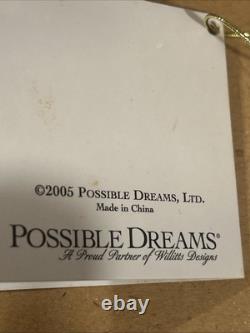 ©2005 POSSIBLE DREAMS, LTD.
Made in China
POSSIBLE DREAMS®
A Proud Partner of Willitts Designs